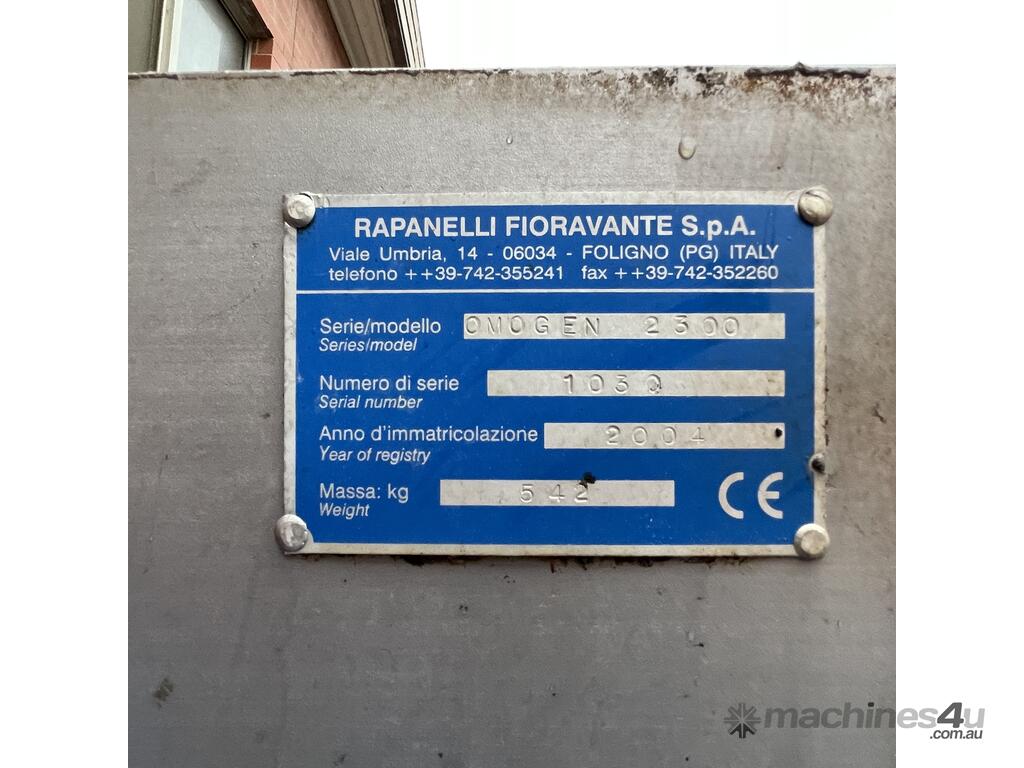 RAPANELLI FIORAVANTE S.p.A.
Viale Umbria, 14 - 06034 - FOLIGNO (PG) ITALY
telefono ++39-742-355241 fax ++39-742-352260
Serie/modello OMOGEN 2300
Series/model
Numero di serie 1030
Serial number
Anno d'immatricolazione 2004
Year of registry
Massa: kg 542
Weight
CE
machines4u
.com.au